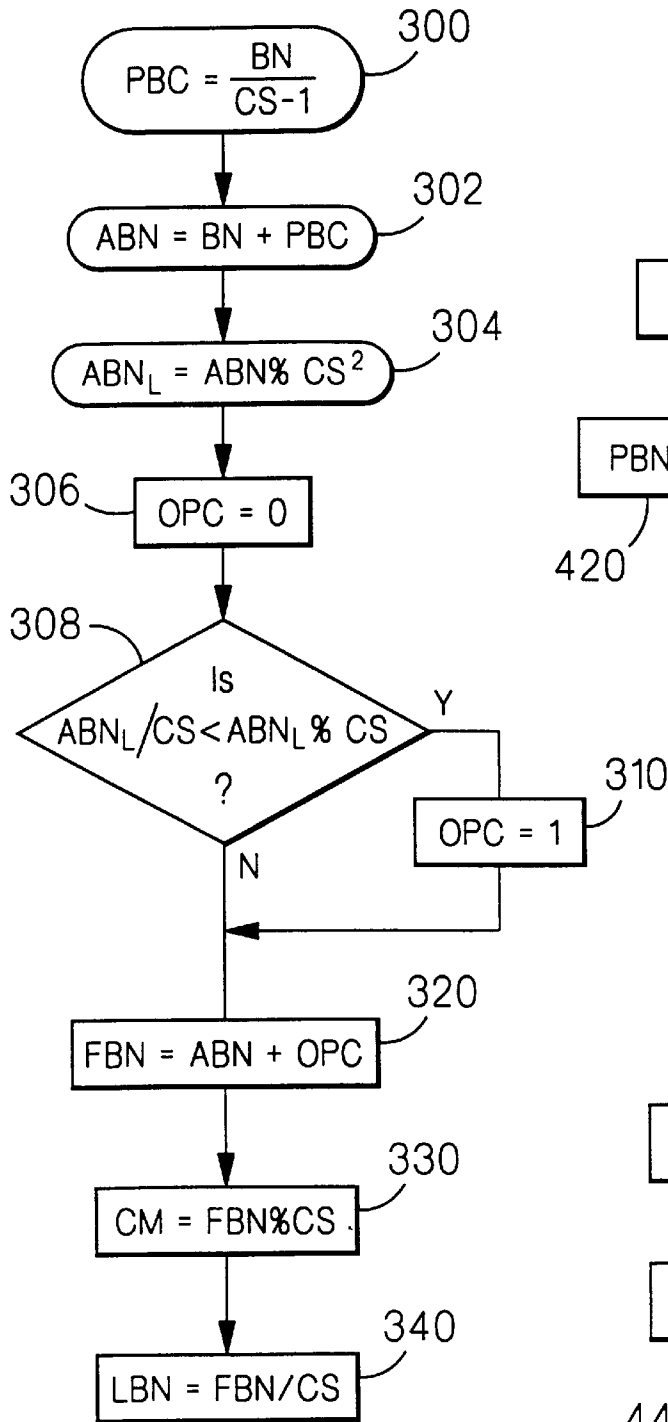 300
PBC = BN
CS-1
302
ABN = BN + PBC
304
ABN_L = ABN% CS²
306
OPC = 0
PBN
420
308
Is
ABN_L/CS<ABN_L% CS
?
Y
310
OPC = 1
N
320
FBN = ABN + OPC
330
CM = FBN%CS
340
LBN = FBN/CS